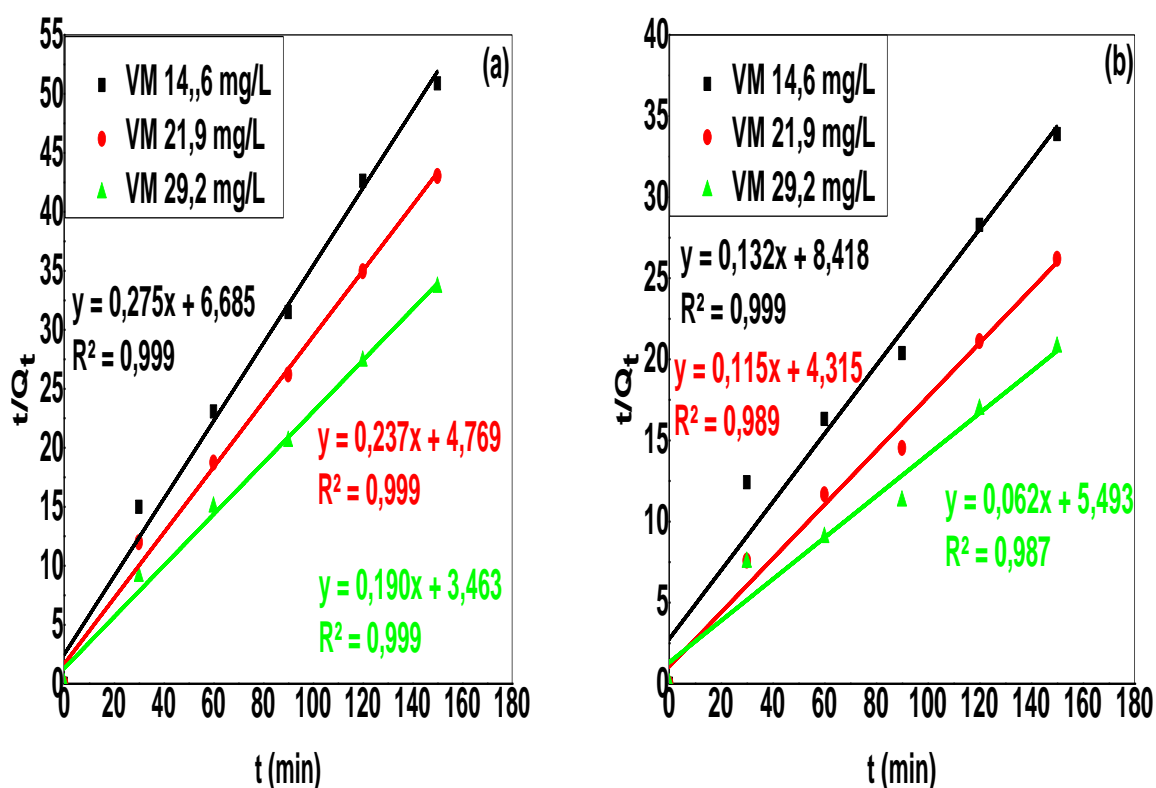 (a)
VM 14,,6 mg/L
VM 21,9 mg/L
VM 29,2 mg/L
y = 0,275x + 6,685
R² = 0,999
y = 0,237x + 4,769
R² = 0,999
y = 0,190x + 3,463
R² = 0,999
t/Qt
55
50
45
40
35
30
25
20
15
10
5
0
0 20 40 60 80 100 120 140 160 180
t (min)
(b)
VM 14,6 mg/L
VM 21,9 mg/L
VM 29,2 mg/L
y = 0,132x + 8,418
R² = 0,999
y = 0,115x + 4,315
R² = 0,989
y = 0,062x + 5,493
R² = 0,987
t/Qt
40
35
30
25
20
15
10
5
0
0 20 40 60 80 100 120 140 160 180
t (min)